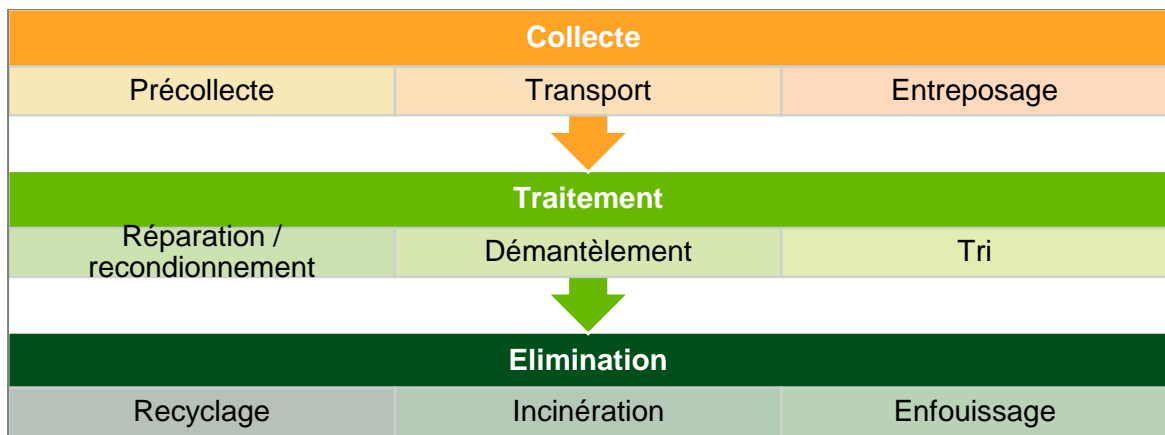 Collecte
Précollecte
Transport
Entreposage
Traitement
Réparation /
recondionnement
Démantèlement
Tri
Elimination
Recyclage
Incinération
Enfouissage